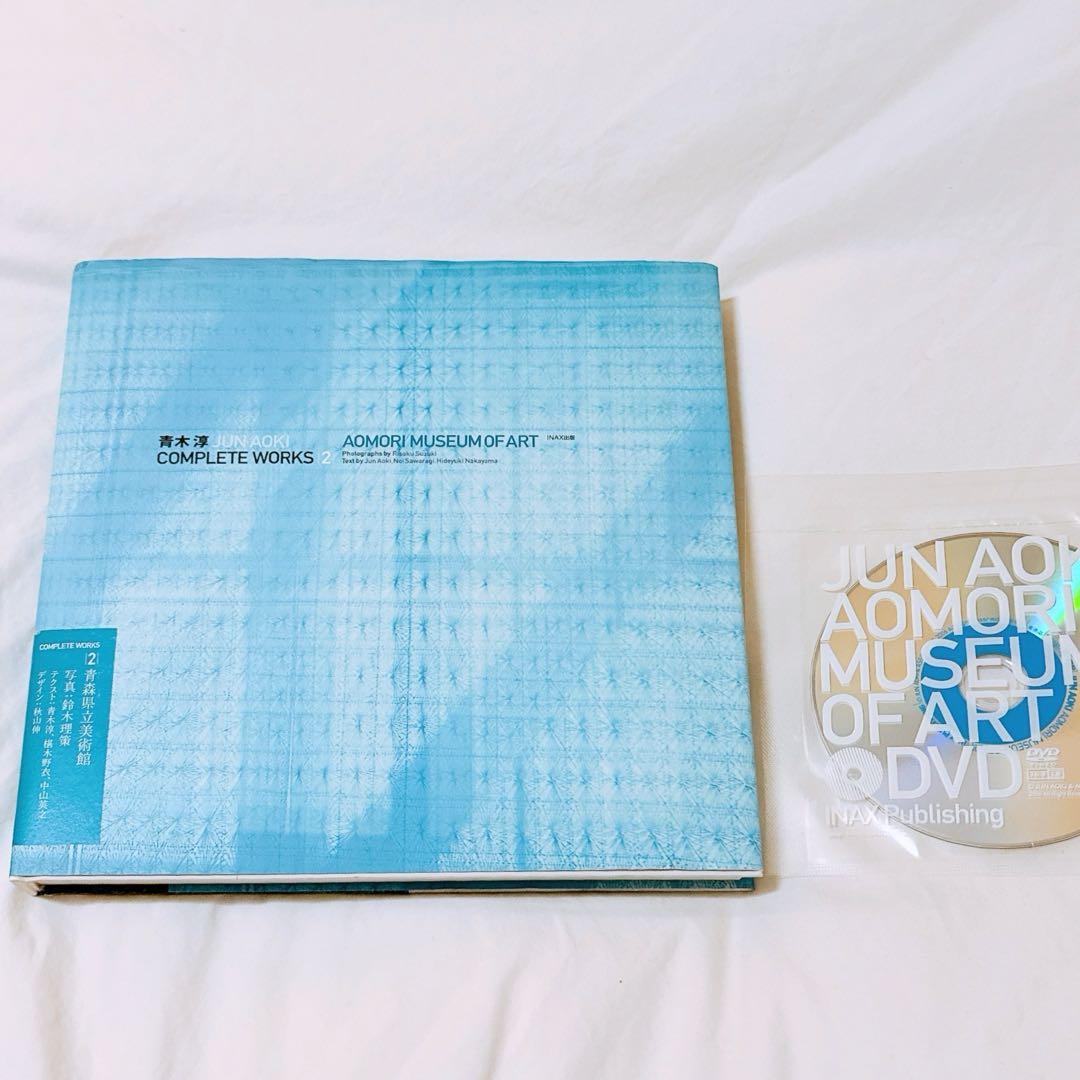 青木淳 JUN AOKI
COMPLETE WORKS 2
AOMORI MUSEUM OF ART INAX出版
Photographs by Risaku Suzuki
Text by Jun Aoki, Noi Sawaragi, Hideyuki Nakayama
COMPLETE WORKS
|2|
青森県立美術館
写真：鈴木理策
テクスト：青木淳、椹木野衣、中山英之
デザイン：秋山伸
JUN AOK
AOMORI
MUSEUM
OF ART
DVD
INAX Publishing
DVD